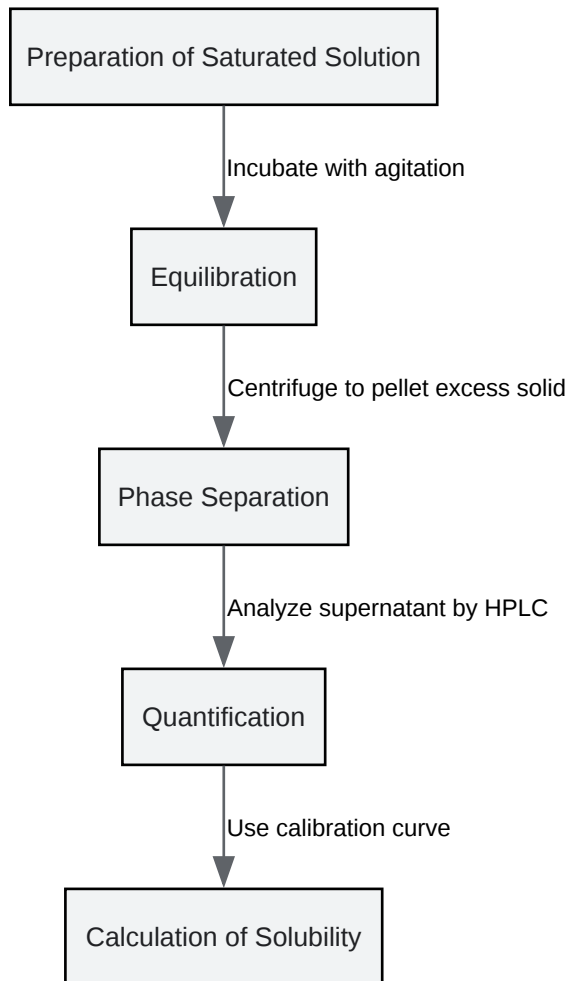 Preparation of Saturated Solution
Incubate with agitation
Equilibration
Centrifuge to pellet excess solid
Phase Separation
Analyze supernatant by HPLC
Quantification
Use calibration curve
Calculation of Solubility